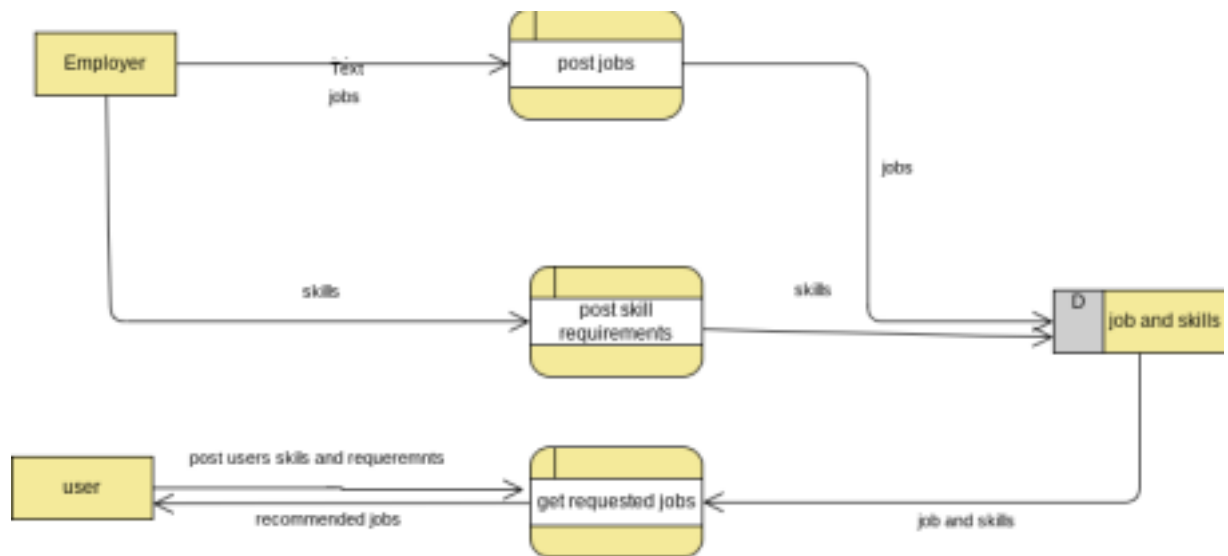 Employer
Text
jobs
post jobs
jobs
skills
post skill
requirements
skills
D
job and skills
user
post users skils and requeremnts
recommended jobs
get requested jobs
job and skills